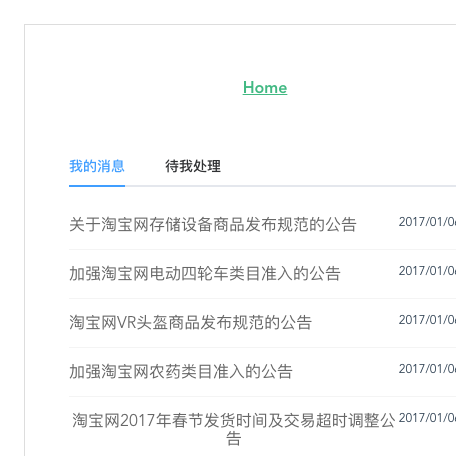 Home
我的消息 待我处理
关于淘宝网存储设备商品发布规范的公告 2017/01/0
加强淘宝网电动四轮车类目准入的公告 2017/01/0
淘宝网VR头盔商品发布规范的公告 2017/01/0
加强淘宝网农药类目准入的公告 2017/01/0
淘宝网2017年春节发货时间及交易超时调整公 2017/01/0
告